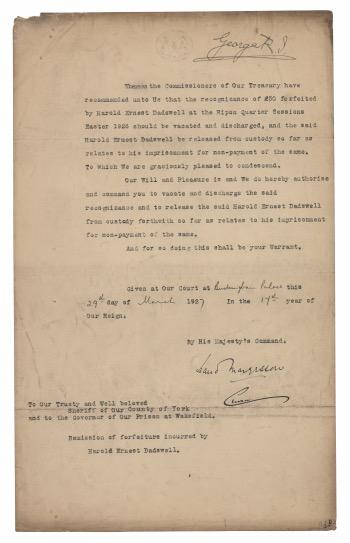 George R. I
Whereas the Commissioners of Our Treasury have
recommended unto Us that the recognizance of £50 forfeited
by Harold Ernest Dadswell at the Ripon Quarter Sessions
Easter 1925 should be vacated and discharged, and the said
Harold Ernest Dadswell be released from custody so far as
relates to his imprisonment for non-payment of the same.
To which We are graciously pleased to condescend.
Our Will and Pleasure is and We do hereby authorise
and command you to vacate and discharge the said
recognizance and to release the said Harold Ernest Dadswell
from custody forthwith so far as relates to his imprisonment
for non-payment of the same.
And for so doing this shall be your Warrant.
Given at Our Court at Buckingham Palace this
29th day of March 1927 In the 17th year of
Our Reign.
By His Majesty's Command.
David Margesson
To Our Trusty and Well beloved
Sheriff of Our County of York
and to the Governor of Our Prison at Wakefield.
Remission of forfeiture incurred by
Harold Ernest Dadswell.